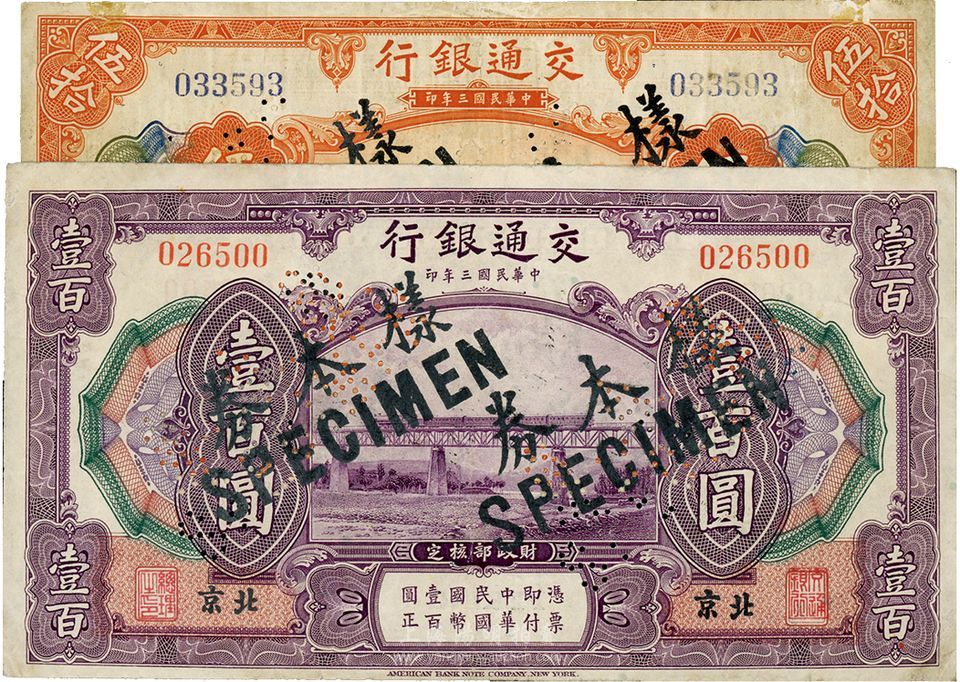 伍拾
交通銀行
伍拾
033593
033593
中華民國三年印
樣
樣
壹百
交通銀行
壹百
026500
026500
中華民國三年印
壹百圓
壹百圓
樣本券
SPECIMEN
樣本券
SPECIMEN
財政部核定
壹百
北京
北京
壹百
總理之印
憑票即付中華民國國幣壹百圓正
AMERICAN BANK NOTE COMPANY, NEW YORK.